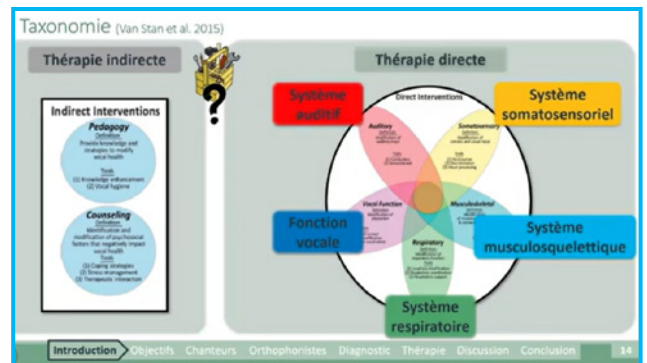 Taxonomie (Van Stan et al. 2015)
Thérapie indirecte
Indirect Interventions
Pedagogy
Definition
Provide knowledge and
strategies to modify
vocal health
Tools
(1) Knowledge enhancement
(2) Vocal hygiene
Counseling
Definition
Identification and
modification of psychosocial
factors that negatively impact
vocal health
Tools
(1) Coping strategies
(2) Stress management
(3) Therapeutic interaction
?
Thérapie directe
Direct Interventions
Système
auditif
Système
somatosensoriel
Auditory
Somatosensory
Vocal Function
Musculoskeletal
Fonction
vocale
Système
musculosquelettique
Respiratory
Système
respiratoire
Introduction Objectifs Chanteurs Orthophonistes Diagnostic Thérapie Discussion Conclusion 14